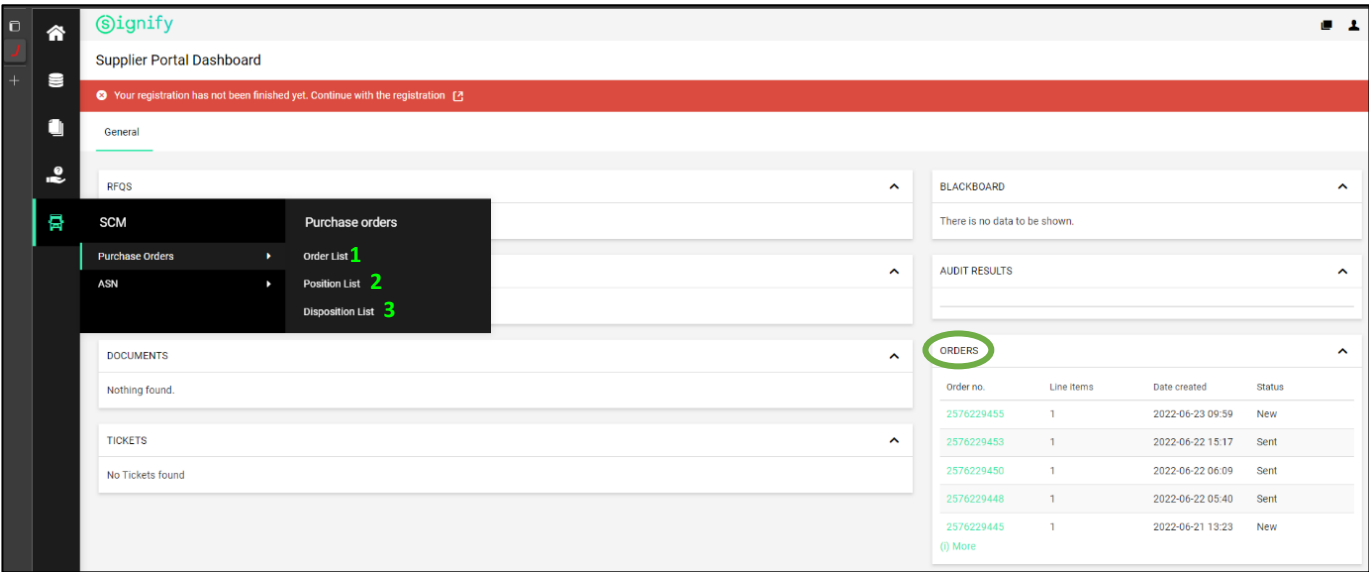 Signify
Supplier Portal Dashboard
Your registration has not been finished yet. Continue with the registration
General
RFQS
SCM
Purchase orders
Purchase Orders
Order List 1
ASN
Position List 2
Disposition List 3
DOCUMENTS
Nothing found.
TICKETS
No Tickets found
BLACKBOARD
There is no data to be shown.
AUDIT RESULTS
ORDERS
Order no. Line items Date created Status
2576229455 1 2022-06-23 09:59 New
2576229453 1 2022-06-22 15:17 Sent
2576229450 1 2022-06-22 06:09 Sent
2576229448 1 2022-06-22 05:40 Sent
2576229445 1 2022-06-21 13:23 New
(i) More